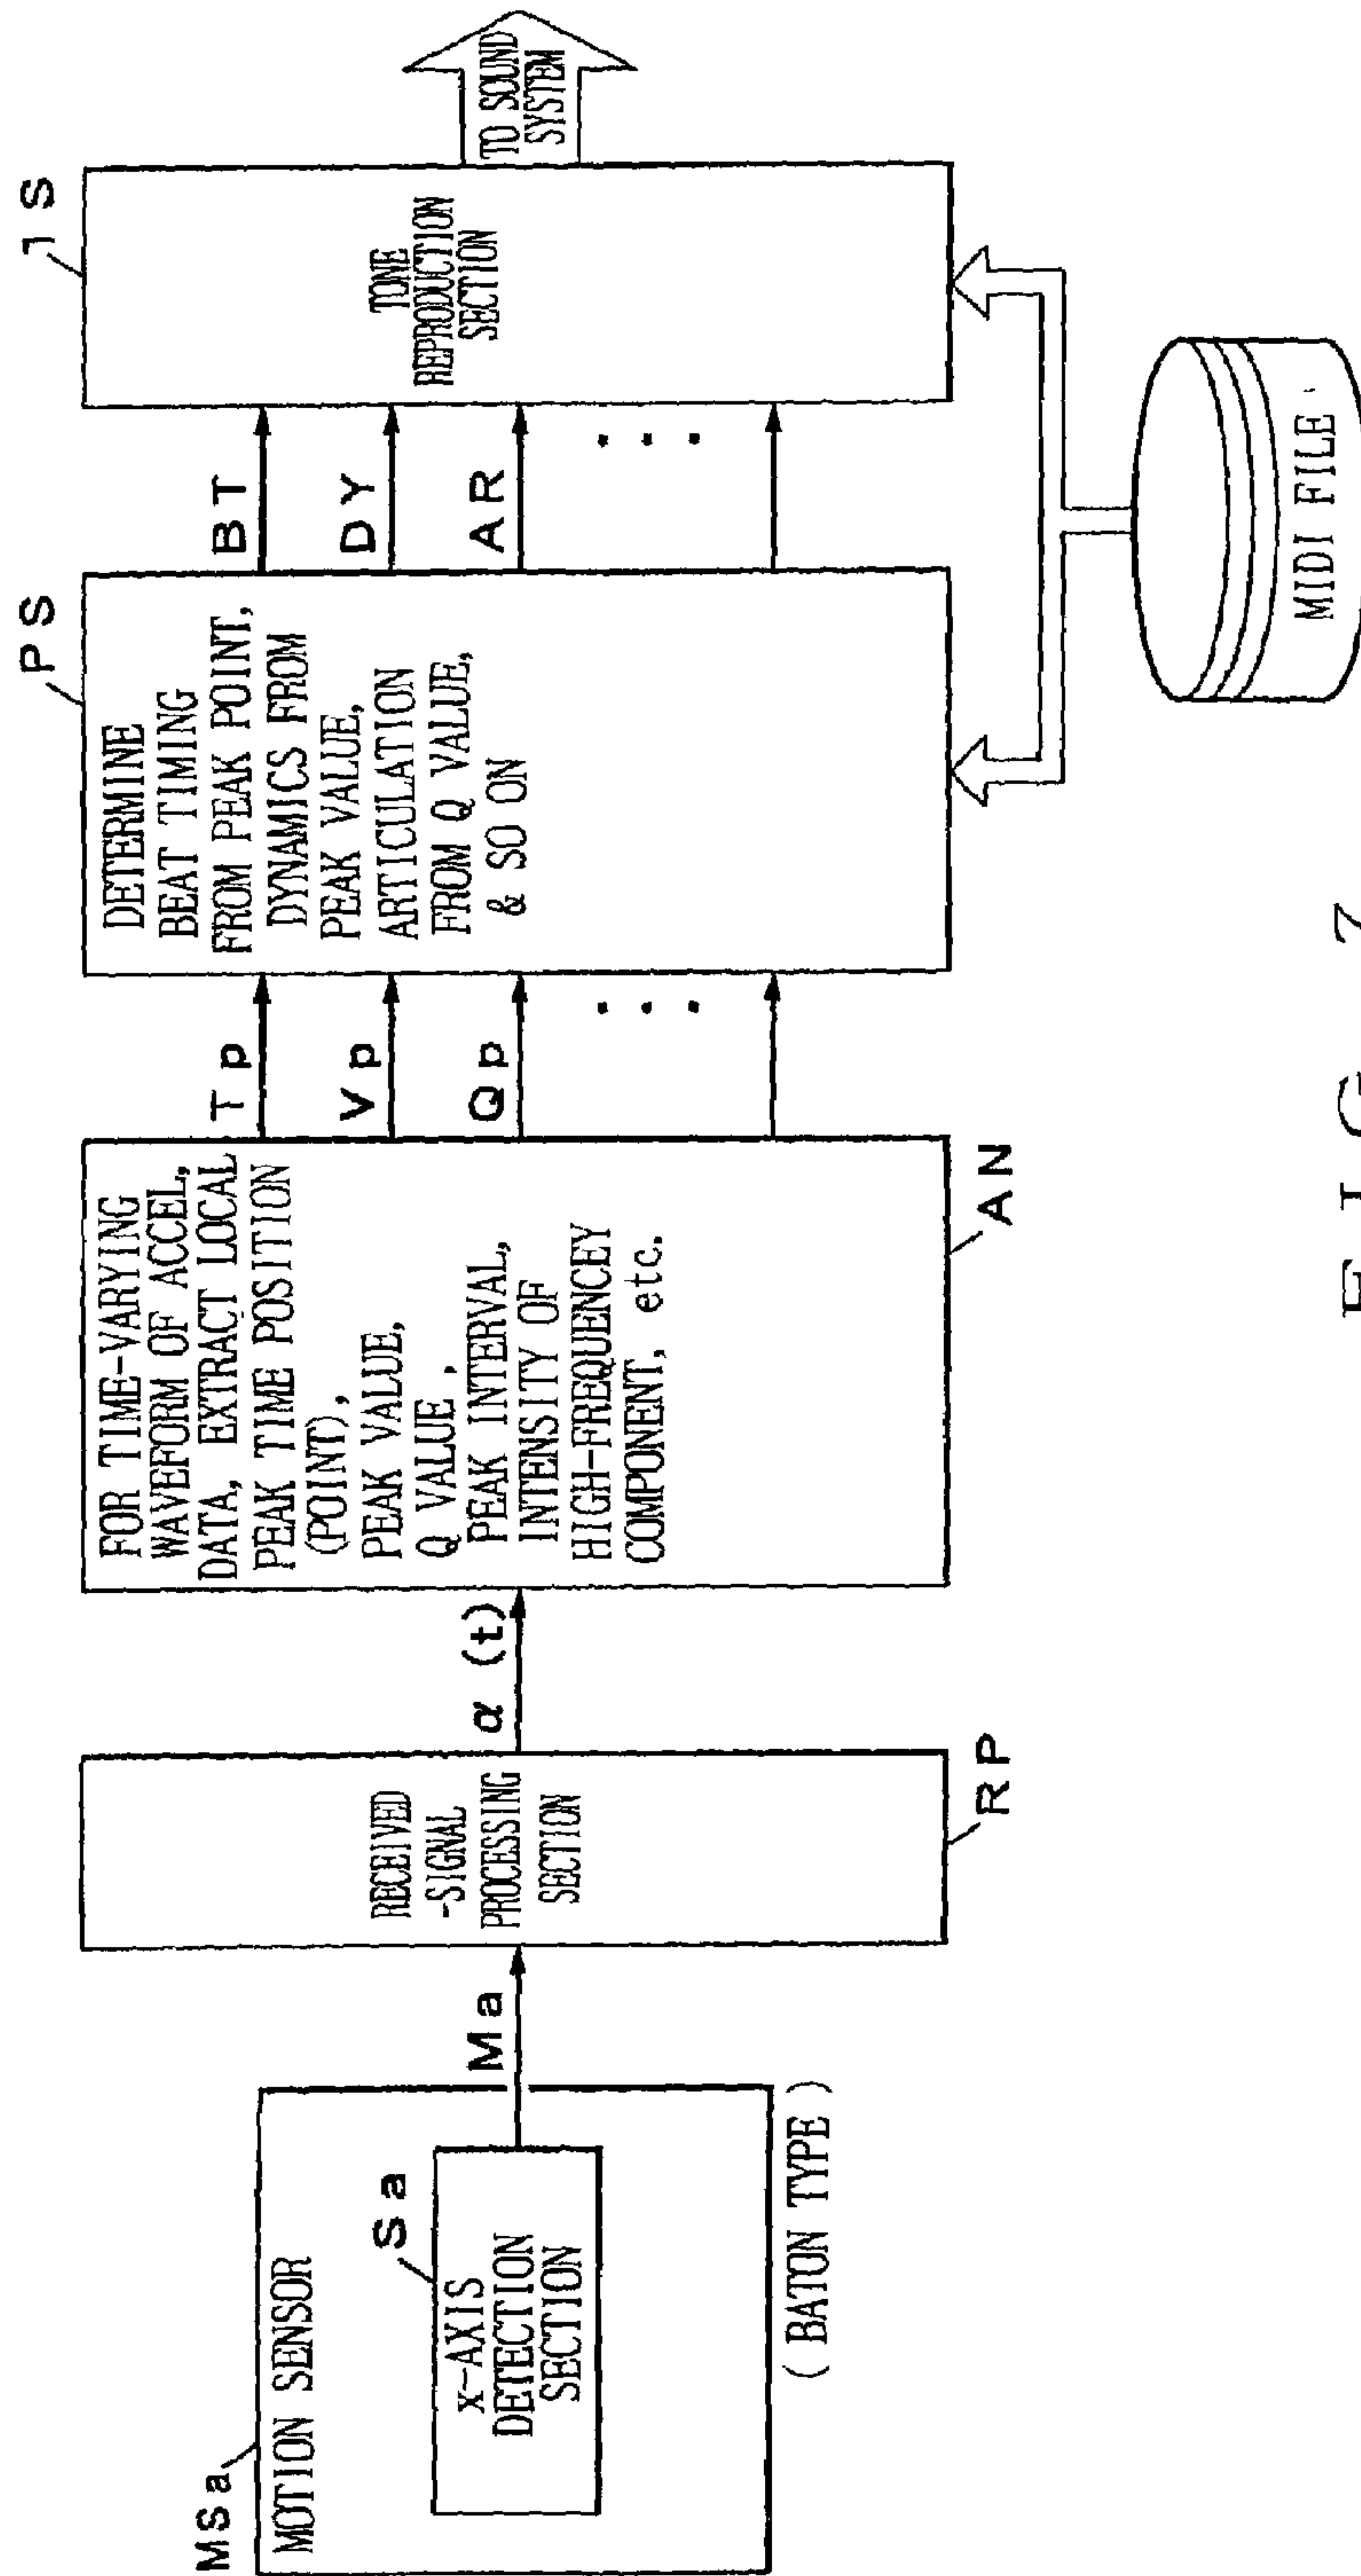 MSa
MOTION SENSOR
Sa
x-AXIS
DETECTION
SECTION
( BATON TYPE )
Ma
RECEIVED
-SIGNAL
PROCESSING
SECTION
RP
α (t)
FOR TIME-VARYING
WAVEFORM OF ACCEL,
DATA, EXTRACT LOCAL
PEAK TIME POSITION
(POINT),
PEAK VALUE,
Q VALUE ,
PEAK INTERVAL,
INTENSITY OF
HIGH-FREQUENCEY
COMPONENT, etc.
AN
Tp
Vp
Qp
. . .
PS
DETERMINE
BEAT TIMING
FROM PEAK POINT,
DYNAMICS FROM
PEAK VALUE,
ARTICULATION
FROM Q VALUE,
& SO ON
BT
DY
AR
. . .
1S
TONE
REPRODUCTION
SECTION
TO SOUND
SYSTEM
MIDI FILE
F I G. 7